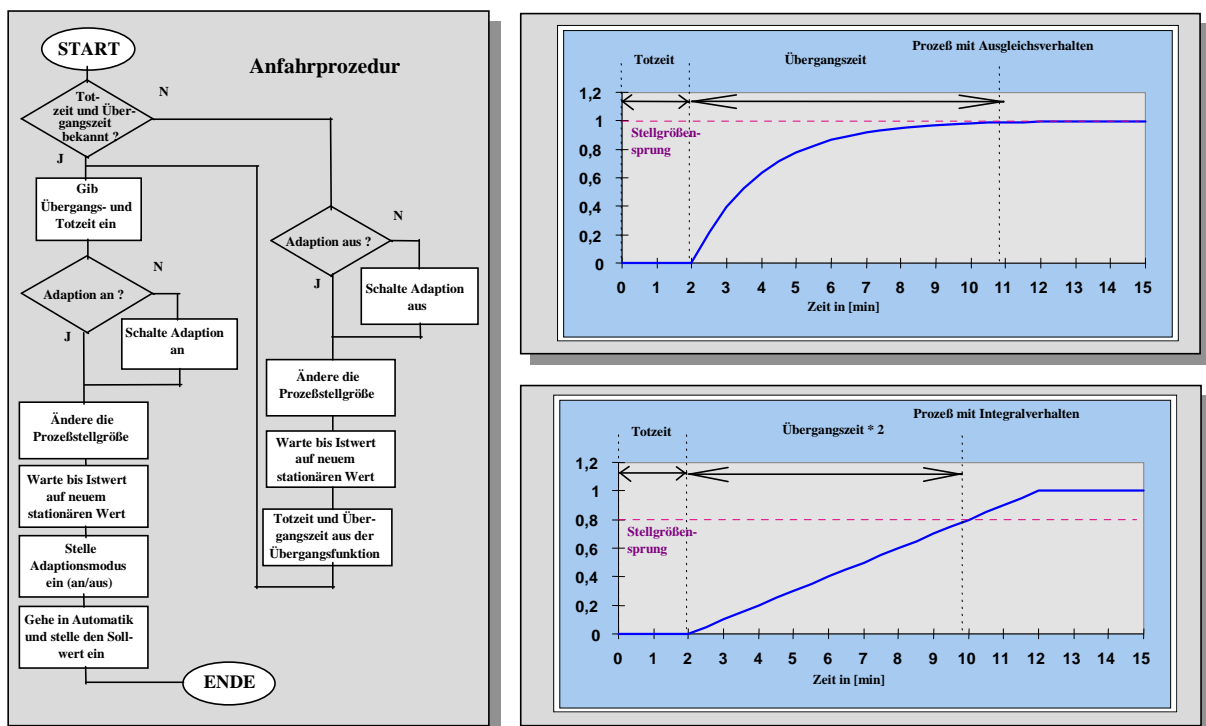 START
Anfahrprozedur
Tot-
zeit und Über-
gangszeit
bekannt ?
N
J
Gib
Übergangs- und
Totzeit ein
Adaption an ?
N
J
Schalte Adaption
an
Ändere die
Prozeßstellgröße
Warte bis Istwert
auf neuem
stationären Wert
Stelle
Adaptionsmodus
ein (an/aus)
Gehe in Automatik
und stelle den Soll-
wert ein
ENDE
Adaption aus ?
N
J
Schalte Adaption
aus
Ändere die
Prozeßstellgröße
Warte bis Istwert
auf neuem
stationären Wert
Totzeit und Über-
gangszeit aus der
Übergangsfunktion
Prozeß mit Ausgleichsverhalten
Totzeit
Übergangszeit
1,2
1
0,8
0,6
0,4
0,2
0
Stellgrößen-
sprung
0 1 2 3 4 5 6 7 8 9 10 11 12 13 14 15
Zeit in [min]
Prozeß mit Integralverhalten
Totzeit
Übergangszeit * 2
1,2
1
0,8
0,6
0,4
0,2
0
Stellgrößen-
sprung
0 1 2 3 4 5 6 7 8 9 10 11 12 13 14 15
Zeit in [min]